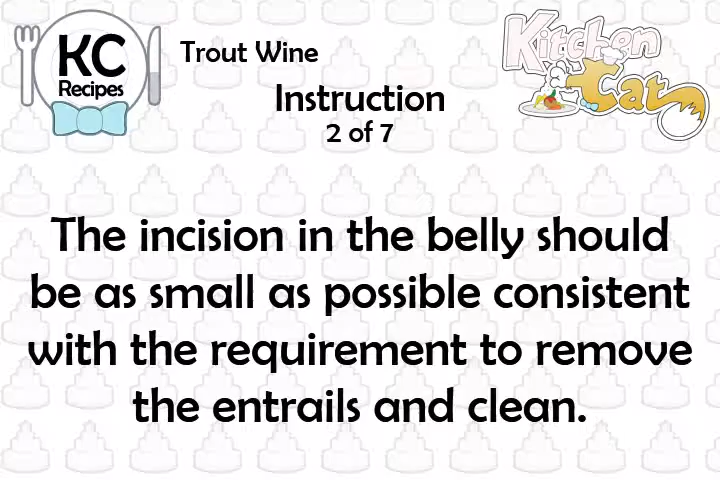 KC
Recipes
Trout Wine
Instruction
2 of 7
Kitchen
Cat
The incision in the belly should
be as small as possible consistent
with the requirement to remove
the entrails and clean.